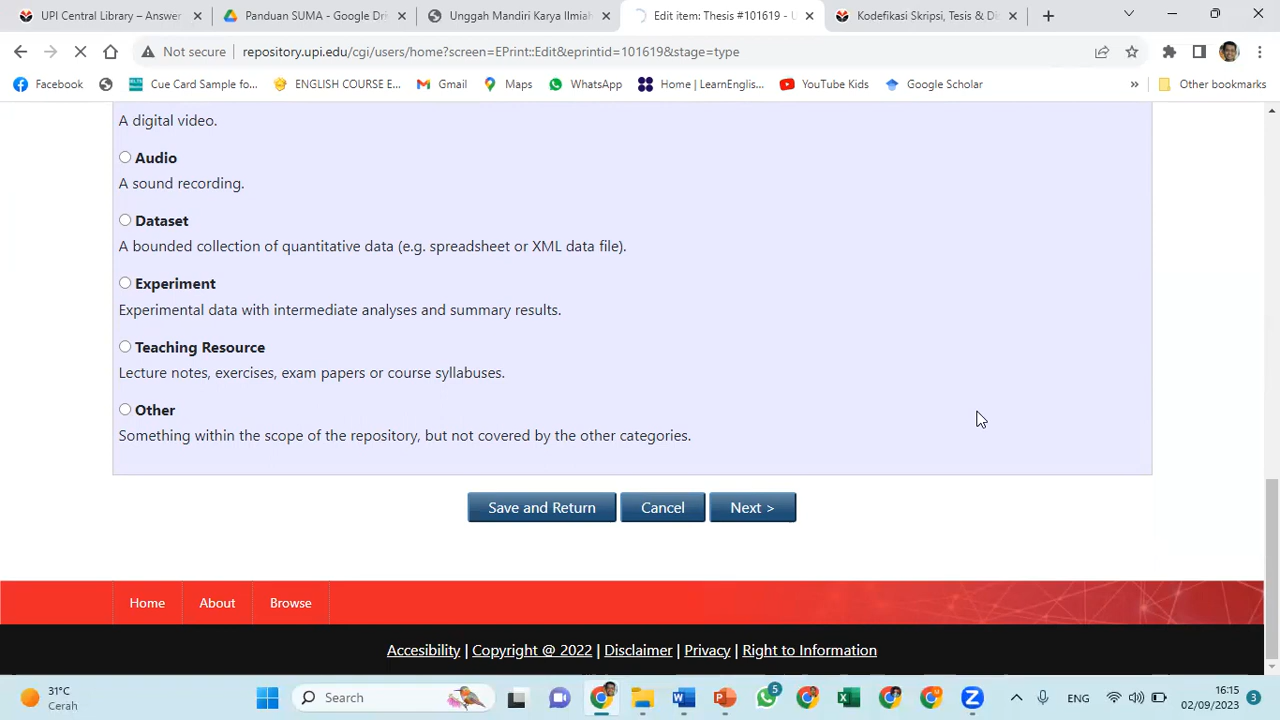 UPI Central Library – Answer
Panduan SUMA - Google Dri
Unggah Mandiri Karya Ilmiah
Edit item: Thesis #101619 - U
Kodefikasi Skripsi, Tesis & Di
Not secure
repository.upi.edu/cgi/users/home?screen=EPrint::Edit&eprintid=101619&stage=type
Facebook
Cue Card Sample fo...
ENGLISH COURSE E...
Gmail
Maps
WhatsApp
Home | LearnEnglis...
YouTube Kids
Google Scholar
»
Other bookmarks
A digital video.
Audio
A sound recording.
Dataset
A bounded collection of quantitative data (e.g. spreadsheet or XML data file).
Experiment
Experimental data with intermediate analyses and summary results.
Teaching Resource
Lecture notes, exercises, exam papers or course syllabuses.
Other
Something within the scope of the repository, but not covered by the other categories.
Save and Return
Cancel
Next >
Home
About
Browse
Accesibility | Copyright @ 2022 | Disclaimer | Privacy | Right to Information
31°C
Cerah
Search
5
ENG
16:15
02/09/2023
3